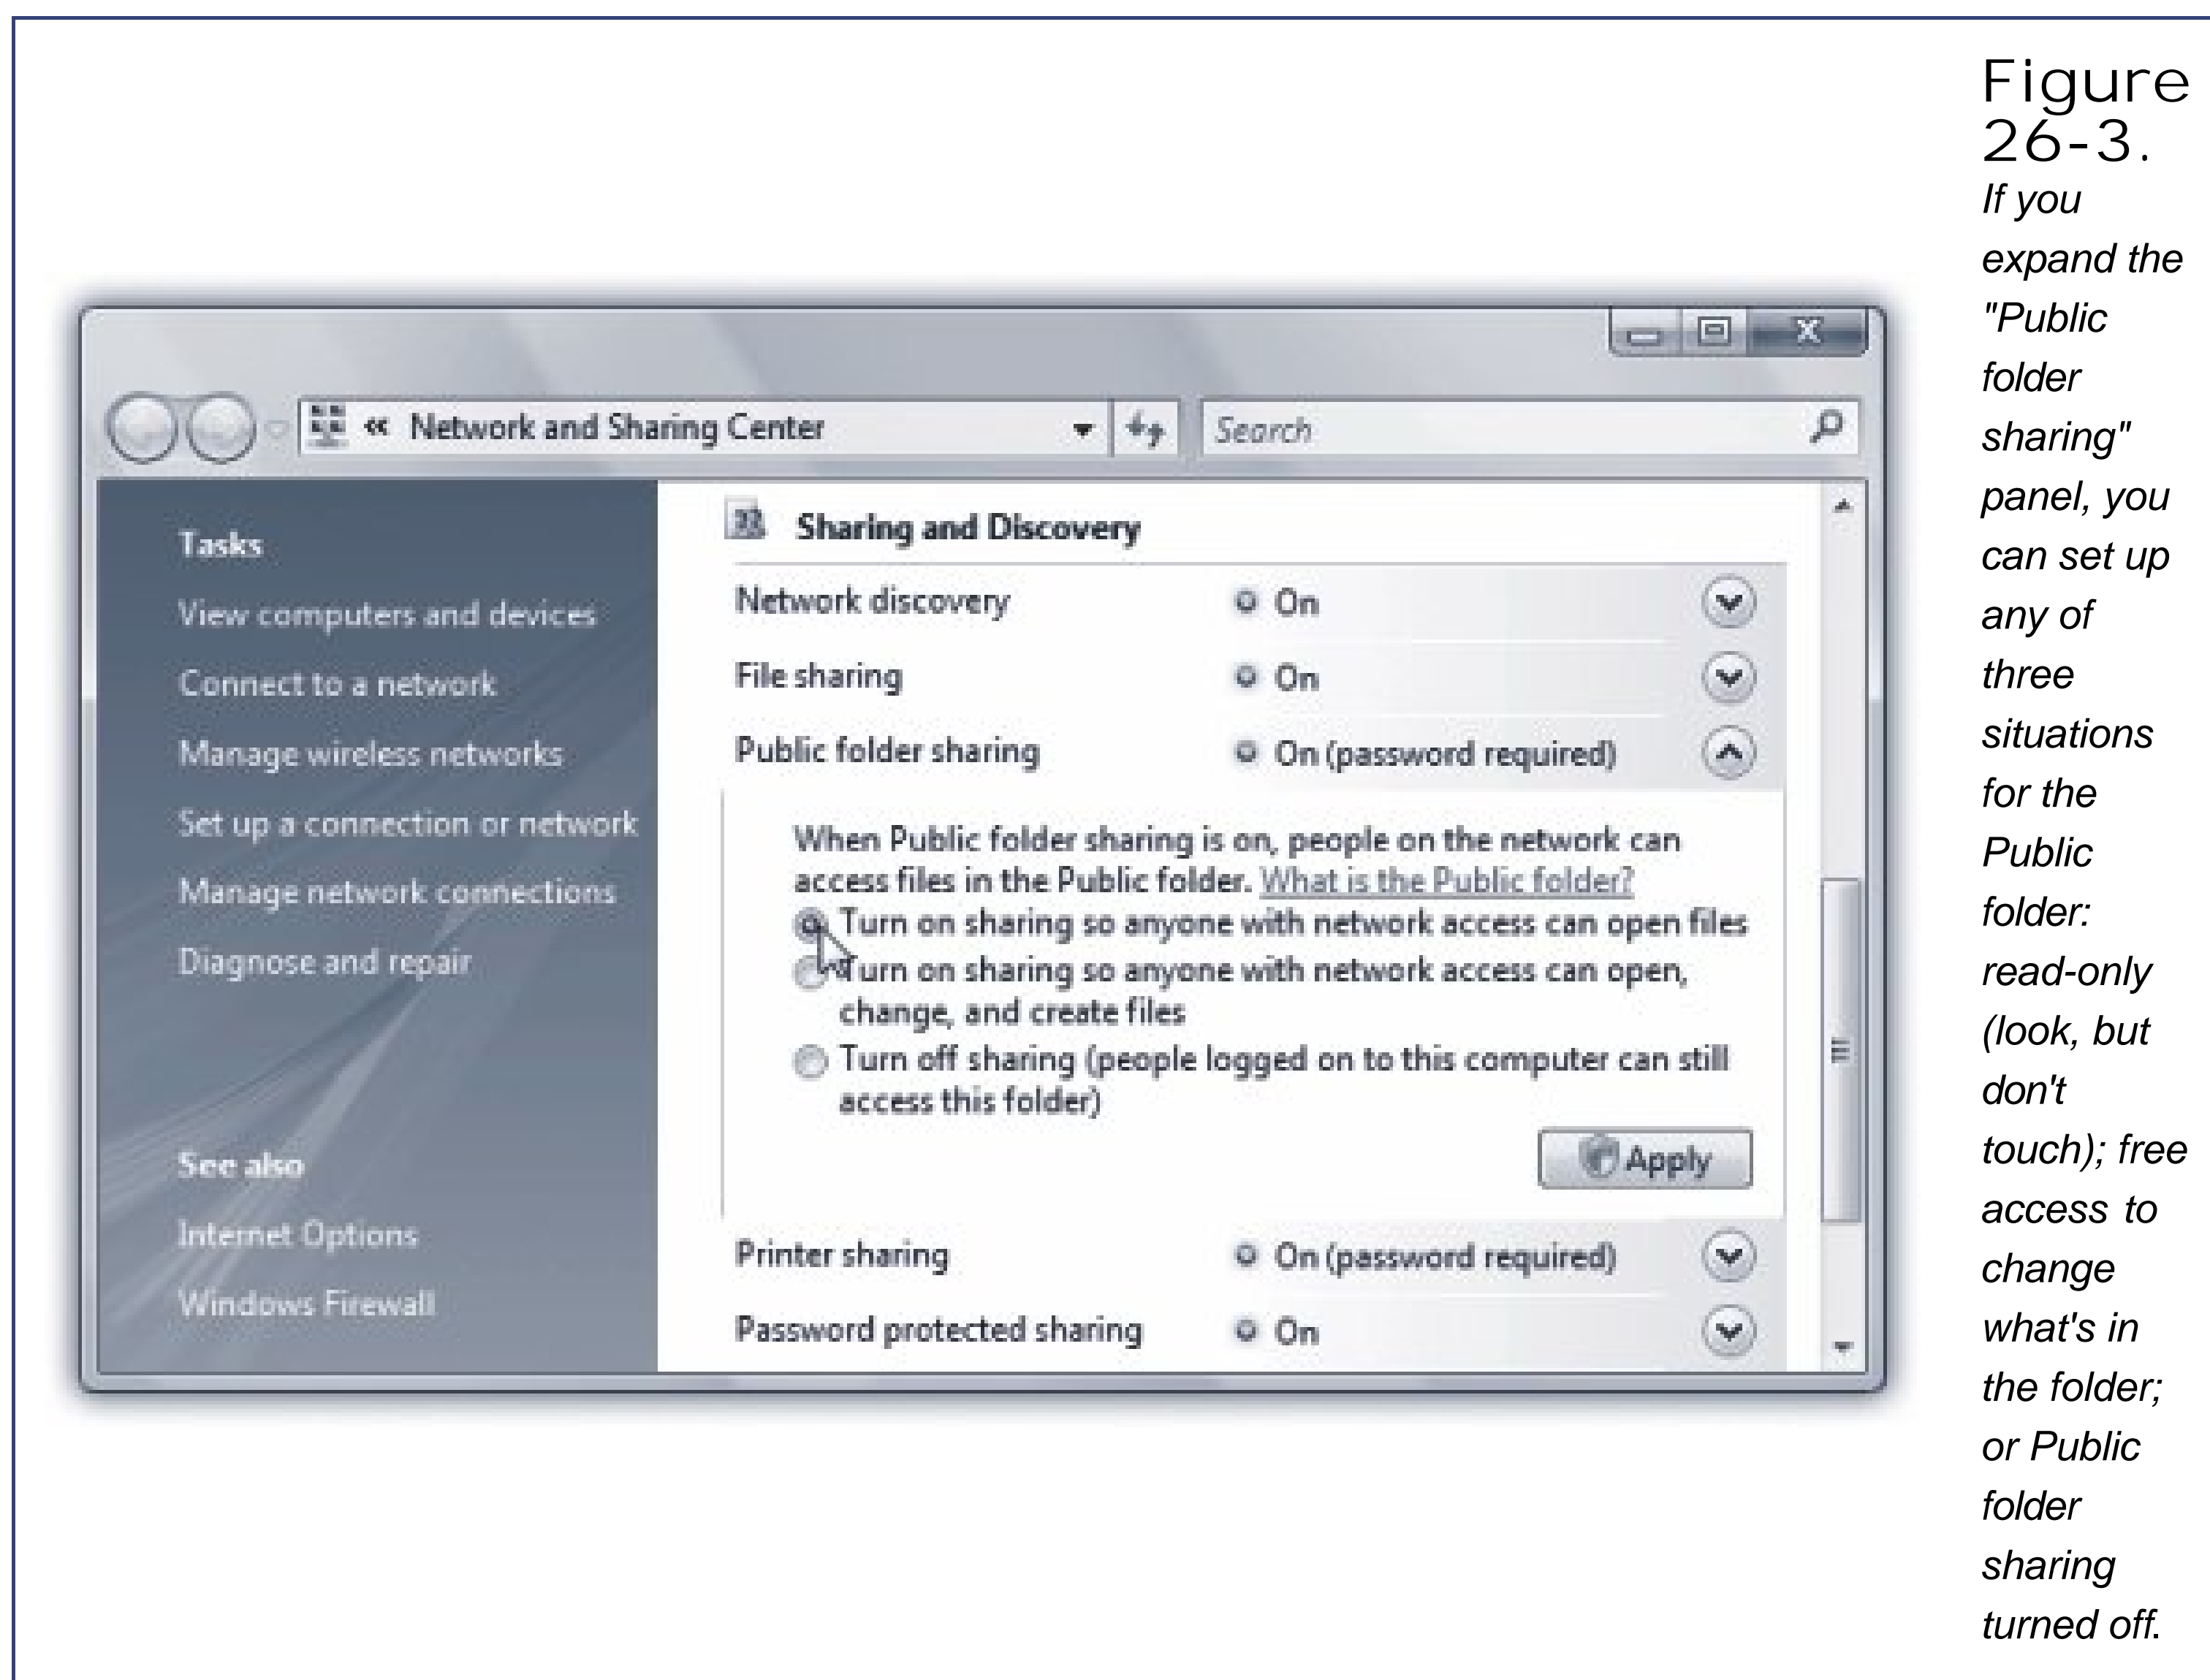 Network and Sharing Center
Search
Tasks
View computers and devices
Connect to a network
Manage wireless networks
Set up a connection or network
Manage network connections
Diagnose and repair
See also
Internet Options
Windows Firewall
Sharing and Discovery
Network discovery On
File sharing On
Public folder sharing On (password required)
When Public folder sharing is on, people on the network can
access files in the Public folder. What is the Public folder?
Turn on sharing so anyone with network access can open files
Turn on sharing so anyone with network access can open,
change, and create files
Turn off sharing (people logged on to this computer can still
access this folder)
Apply
Printer sharing On (password required)
Password protected sharing On
Figure
26-3.
If you
expand the
"Public
folder
sharing"
panel, you
can set up
any of
three
situations
for the
Public
folder:
read-only
(look, but
don't
touch); free
access to
change
what's in
the folder;
or Public
folder
sharing
turned off.